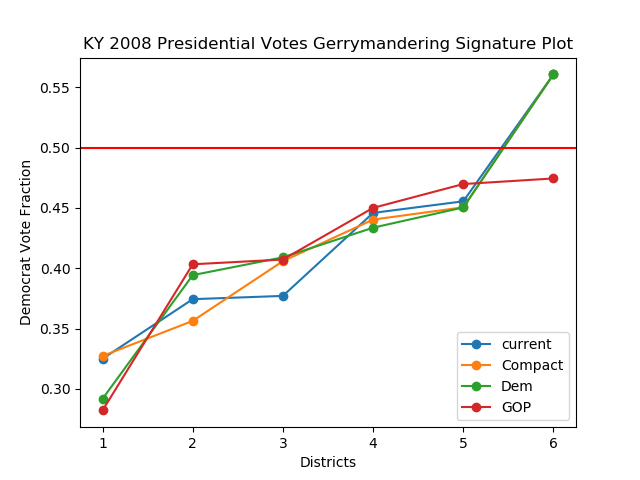 KY 2008 Presidential Votes Gerrymandering Signature Plot
0.55
0.50
0.45
0.40
0.35
0.30
Democrat Vote Fraction
1 2 3 4 5 6
Districts
current
Compact
Dem
GOP